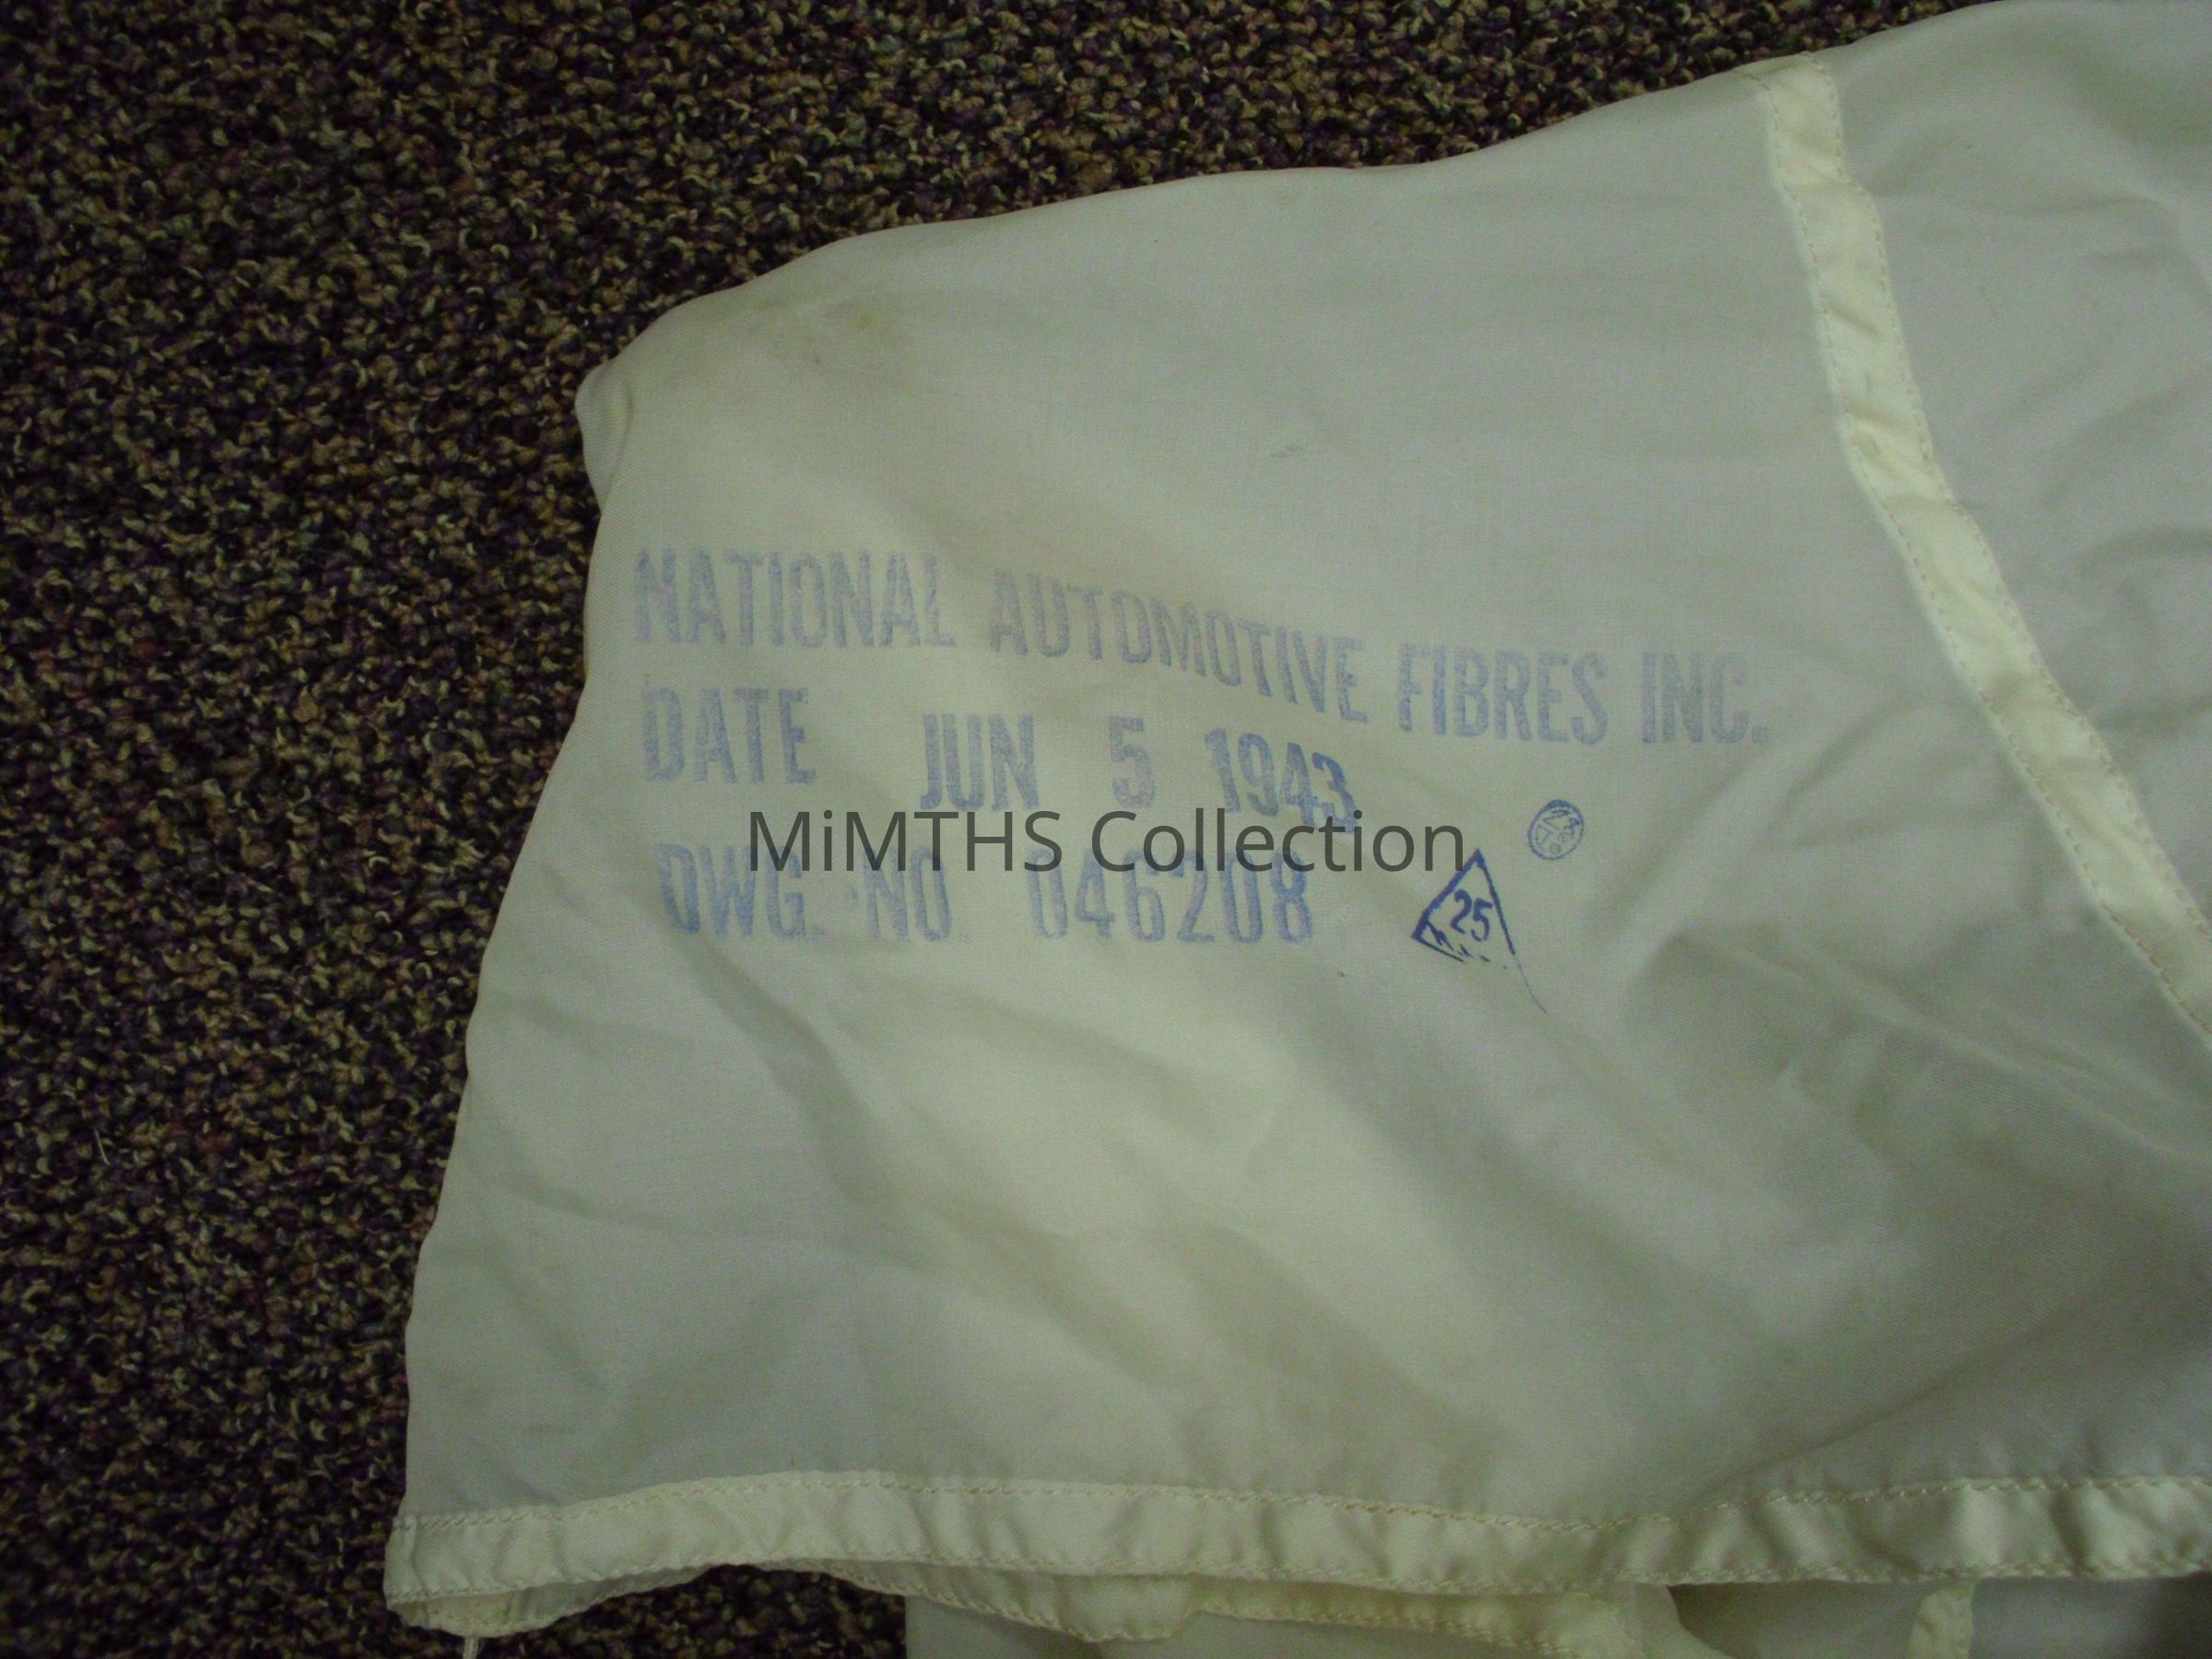 NATIONAL AUTOMOTIVE FIBRES INC.
DATE JUN 5 1943
MiMTHS Collection
DWG. NO. 046208
25